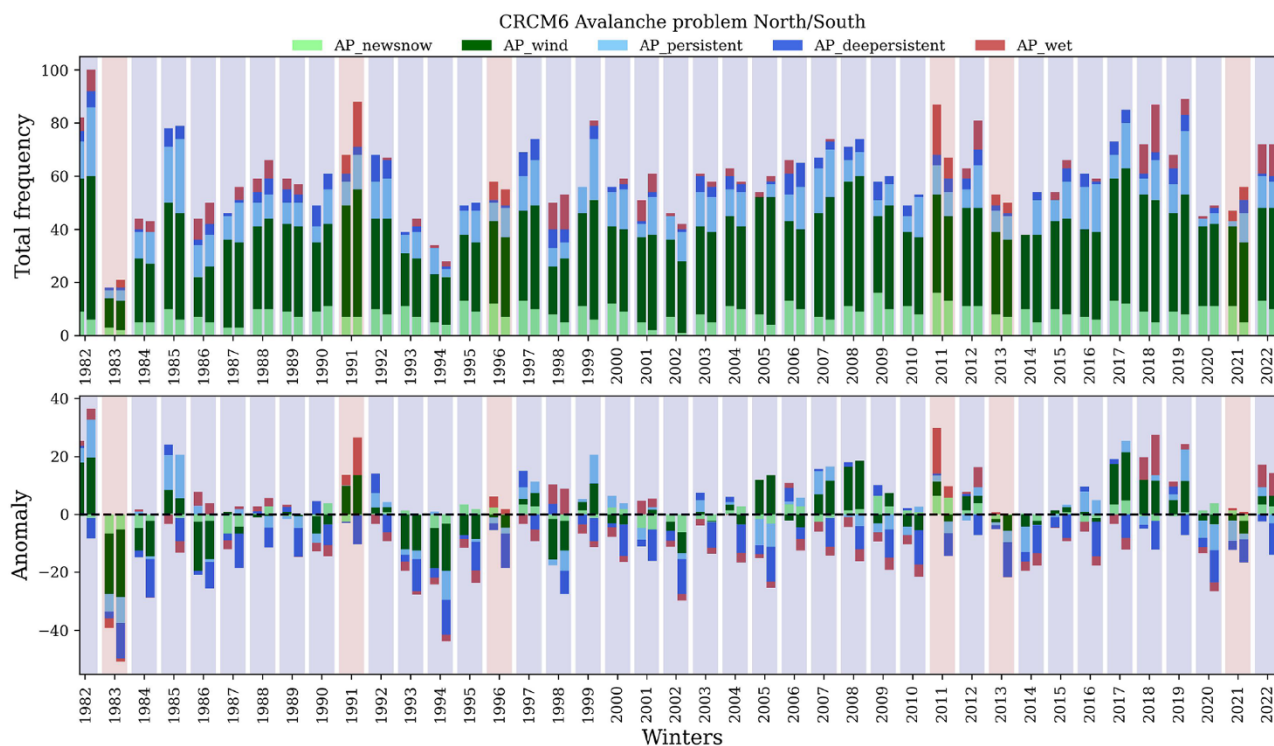 CRCM6 Avalanche problem North/South
AP_newsnow AP_wind AP_persistent AP_deepersistent AP_wet
Total frequency
100
80
60
40
20
0
1982 1983 1984 1985 1986 1987 1988 1989 1990 1991 1992 1993 1994 1995 1996 1997 1998 1999 2000 2001 2002 2003 2004 2005 2006 2007 2008 2009 2010 2011 2012 2013 2014 2015 2016 2017 2018 2019 2020 2021 2022
Anomaly
40
20
0
−20
−40
1982 1983 1984 1985 1986 1987 1988 1989 1990 1991 1992 1993 1994 1995 1996 1997 1998 1999 2000 2001 2002 2003 2004 2005 2006 2007 2008 2009 2010 2011 2012 2013 2014 2015 2016 2017 2018 2019 2020 2021 2022
Winters